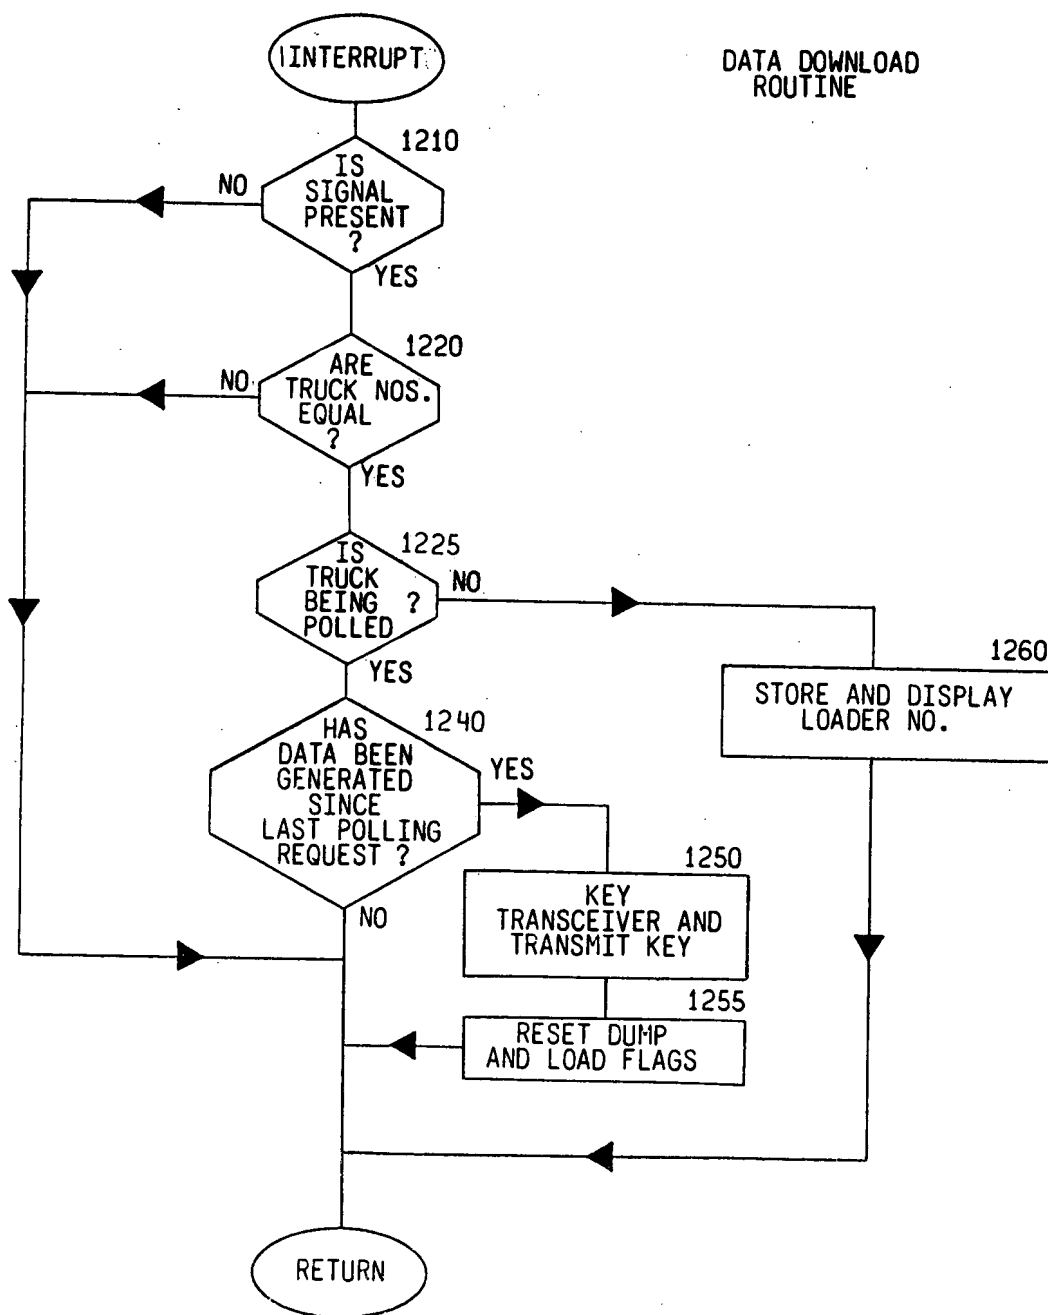 INTERRUPT
DATA DOWNLOAD
ROUTINE
1210
IS
SIGNAL
PRESENT
?
NO
YES
1220
ARE
TRUCK NOS.
EQUAL
?
NO
YES
1225
IS
TRUCK
BEING ?
POLLED
NO
YES
1260
STORE AND DISPLAY
LOADER NO.
1240
HAS
DATA BEEN
GENERATED
SINCE
LAST POLLING
REQUEST ?
YES
NO
1250
KEY
TRANSCEIVER AND
TRANSMIT KEY
1255
RESET DUMP
AND LOAD FLAGS
RETURN